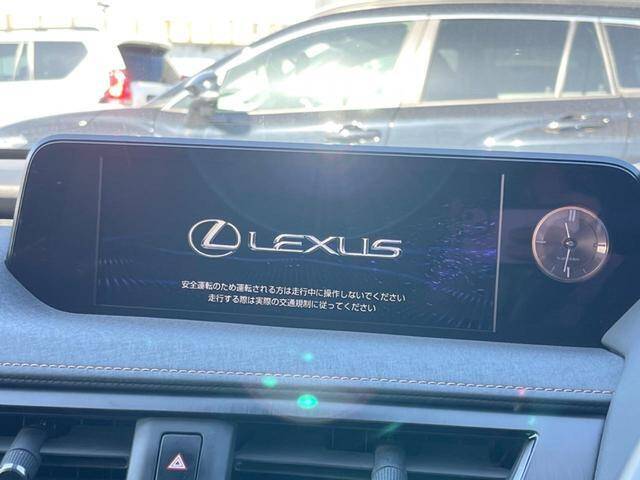 LEXUS
安全運転のため運転される方は走行中に操作しないでください
走行する際は実際の交通規制に従ってください